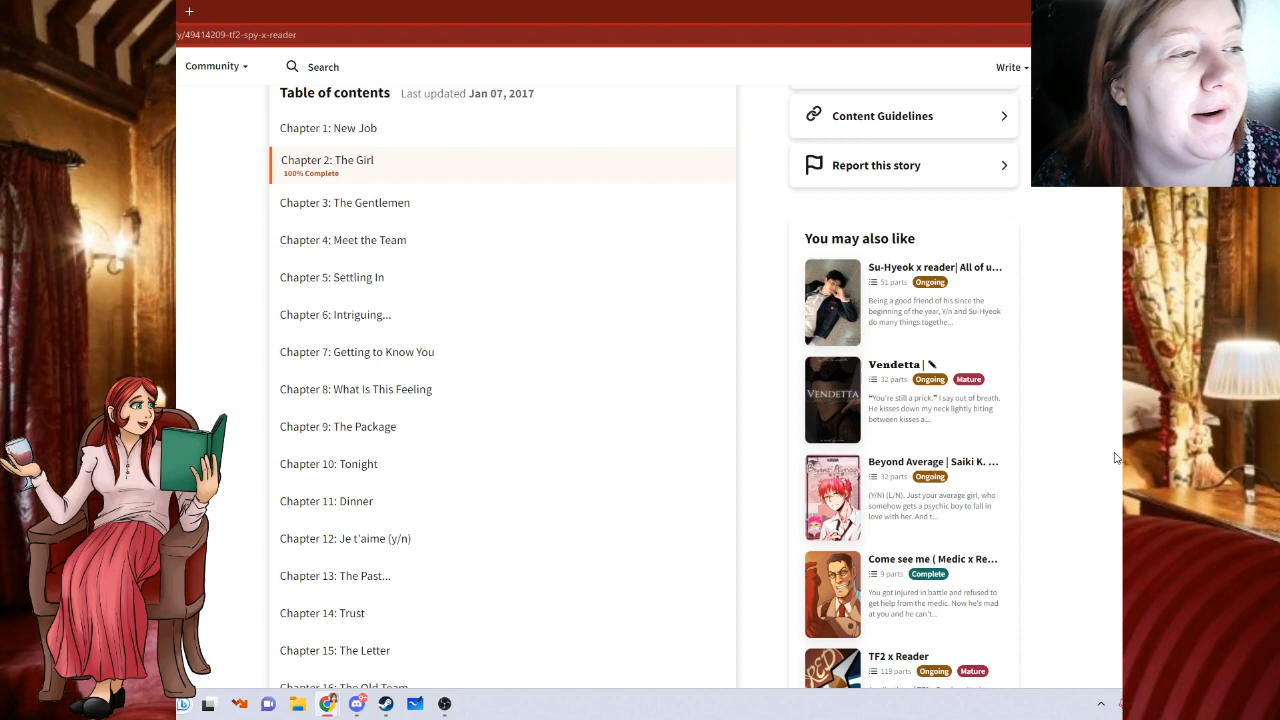 y/49414209-tf2-spy-x-reader
Community
Search
Write
Table of contents
Last updated Jan 07, 2017
Chapter 1: New Job
Chapter 2: The Girl
100% Complete
Chapter 3: The Gentlemen
Chapter 4: Meet the Team
Chapter 5: Settling In
Chapter 6: Intriguing...
Chapter 7: Getting to Know You
Chapter 8: What Is This Feeling
Chapter 9: The Package
Chapter 10: Tonight
Chapter 11: Dinner
Chapter 12: Je t'aime (y/n)
Chapter 13: The Past...
Chapter 14: Trust
Chapter 15: The Letter
Chapter 16: The Old Team
Content Guidelines
Report this story
You may also like
Su-Hyeok x reader| All of u...
51 parts Ongoing
Being a good friend of his since the
beginning of the year, Y/n and Su-Hyeok
do many things togethe...
VENDETTA
Vendetta |
32 parts Ongoing Mature
"You're still a prick." I say out of breath.
He kisses down my neck lightly biting
between kisses a...
Beyond Average | Saiki K. ...
32 parts Ongoing
(Y/N) (L/N). Just your average girl, who
somehow gets a psychic boy to fall in
love with her. And t...
Come see me ( Medic x Re...
9 parts Complete
You got injured in battle and refused to
get help from the medic. Now he's mad
at you and he can't...
TF2 x Reader
119 parts Ongoing Mature